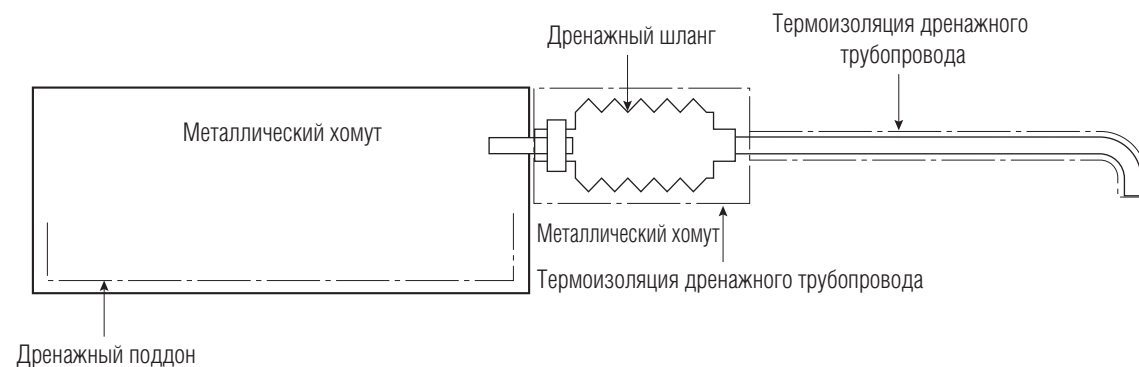 Термоизоляция дренажного
трубопровода
Дренажный шланг
Металлический хомут
Металлический хомут
Термоизоляция дренажного трубопровода
Дренажный поддон